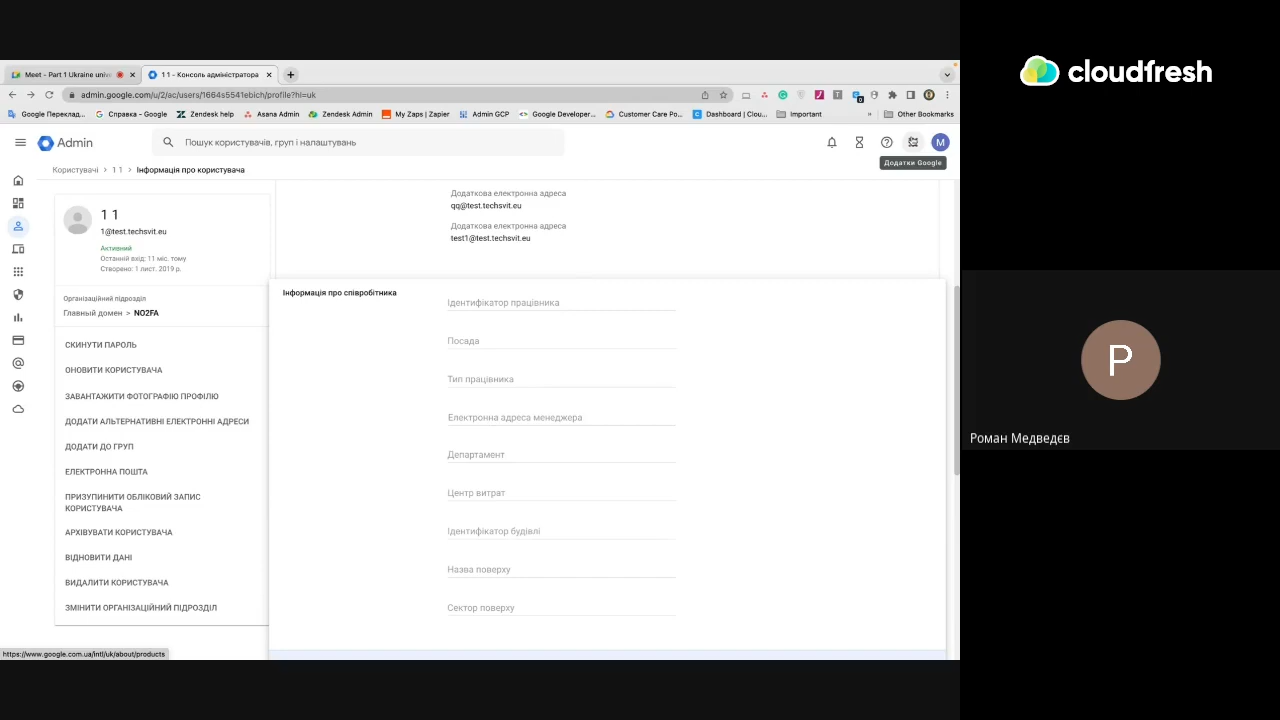 cloudfresh
Meet - Part 1 Ukraine univ
1 1 - Консоль адміністратора
admin.google.com/u/2/ac/users/1664s5541ebich/profile?hl=uk
Google Переклад...
Справка - Google
Zendesk help
Asana Admin
Zendesk Admin
My Zaps | Zapier
Admin GCP
Google Developer...
Customer Care Po...
Dashboard | Clou...
Important
»
Other Bookmarks
Admin
Пошук користувачів, груп і налаштувань
M
Додатки Google
Користувачі > 1 1 > Інформація про користувача
1 1
1@test.techsvit.eu
Активний
Останній вхід: 11 міс. тому
Створено: 1 лист. 2019 р.
Організаційний підрозділ
Главный домен > NO2FA
СКИНУТИ ПАРОЛЬ
ОНОВИТИ КОРИСТУВАЧА
ЗАВАНТАЖИТИ ФОТОГРАФІЮ ПРОФІЛЮ
ДОДАТИ АЛЬТЕРНАТИВНІ ЕЛЕКТРОННІ АДРЕСИ
ДОДАТИ ДО ГРУП
ЕЛЕКТРОННА ПОШТА
ПРИЗУПИНИТИ ОБЛІКОВИЙ ЗАПИС
КОРИСТУВАЧА
АРХІВУВАТИ КОРИСТУВАЧА
ВІДНОВИТИ ДАНІ
ВИДАЛИТИ КОРИСТУВАЧА
ЗМІНИТИ ОРГАНІЗАЦІЙНИЙ ПІДРОЗДІЛ
Додаткова електронна адреса
qq@test.techsvit.eu
Додаткова електронна адреса
test1@test.techsvit.eu
Інформація про співробітника
Ідентифікатор працівника
Посада
Тип працівника
Електронна адреса менеджера
Департамент
Центр витрат
Ідентифікатор будівлі
Назва поверху
Сектор поверху
https://www.google.com.ua/intl/uk/about/products
Р
Роман Медведєв